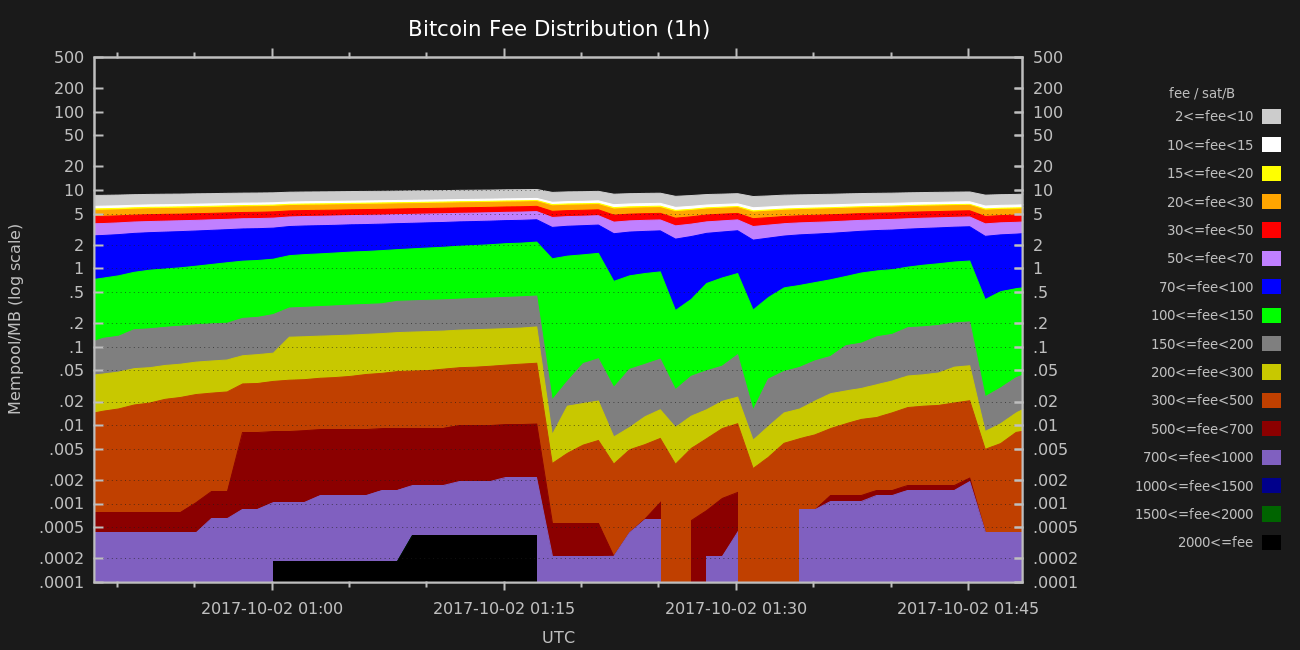 Bitcoin Fee Distribution (1h)
500 500
200 200
100 100
50 50
20 20
10 10
5 5
2 2
1 1
.5 .5
.2 .2
.1 .1
.05 .05
.02 .02
.01 .01
.005 .005
.002 .002
.001 .001
.0005 .0005
.0002 .0002
.0001 .0001
Mempool/MB (log scale)
2017-10-02 01:00 2017-10-02 01:15 2017-10-02 01:30 2017-10-02 01:45
UTC
fee / sat/B
2<=fee<10
10<=fee<15
15<=fee<20
20<=fee<30
30<=fee<50
50<=fee<70
70<=fee<100
100<=fee<150
150<=fee<200
200<=fee<300
300<=fee<500
500<=fee<700
700<=fee<1000
1000<=fee<1500
1500<=fee<2000
2000<=fee